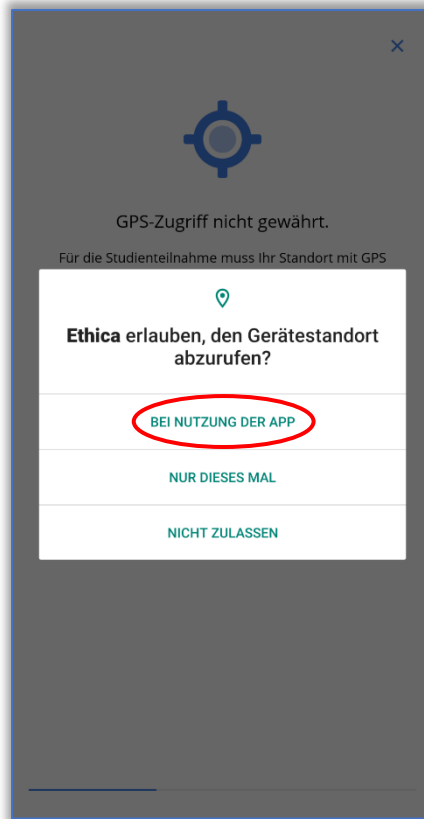 GPS-Zugriff nicht gewährt.
Für die Studienteilnahme muss Ihr Standort mit GPS
Ethica erlauben, den Gerätestandort
abzurufen?
BEI NUTZUNG DER APP
NUR DIESES MAL
NICHT ZULASSEN